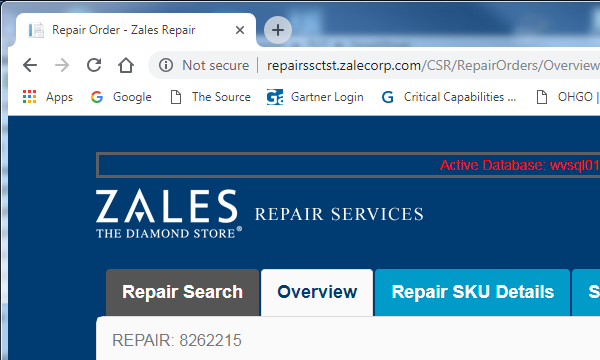 Repair Order - Zales Repair
Not secure | repairssctst.zalecorp.com/CSR/RepairOrders/Overview
Apps Google The Source Gartner Login Critical Capabilities ... OHGO |
Active Database: wvsql01
ZALES REPAIR SERVICES
THE DIAMOND STORE®
Repair Search Overview Repair SKU Details S
REPAIR: 8262215